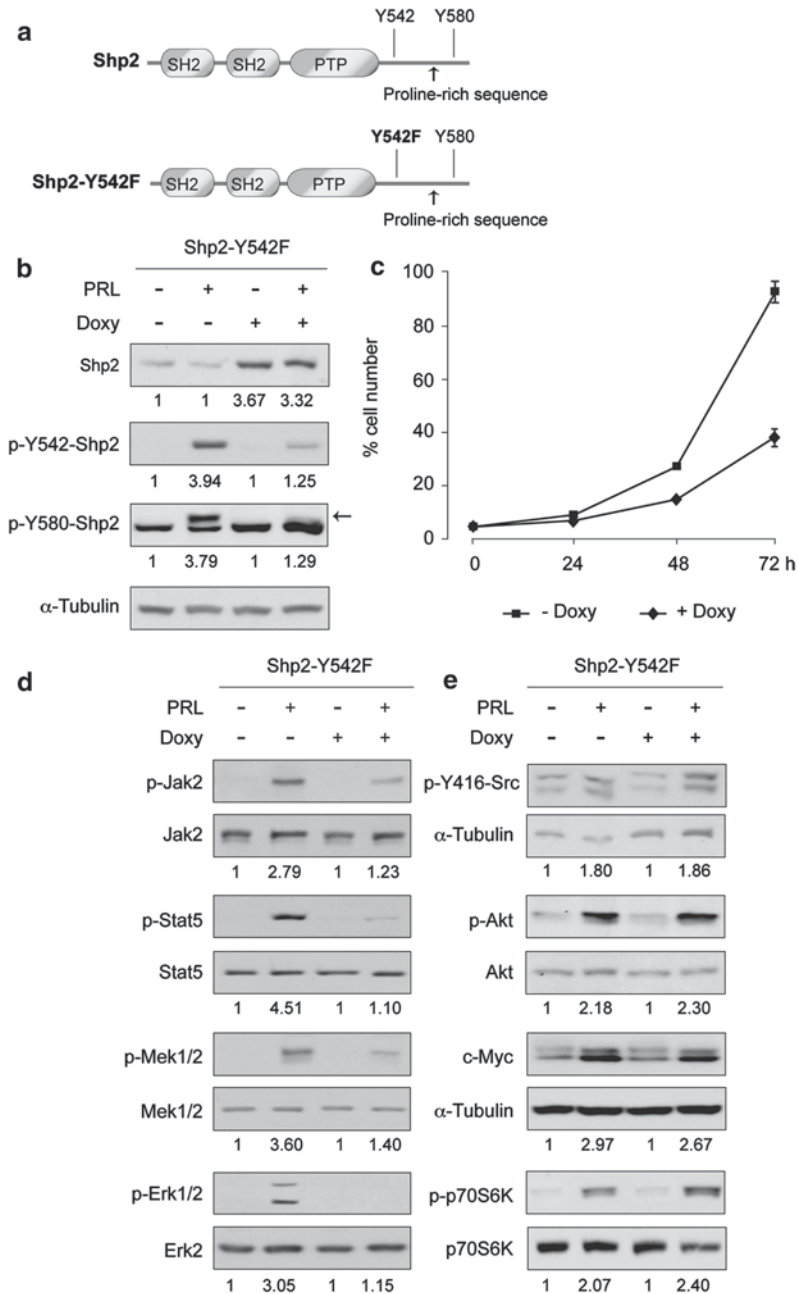 a
Y542 Y580
Shp2 SH2 SH2 PTP
Proline-rich sequence
Y542F Y580
Shp2-Y542F SH2 SH2 PTP
Proline-rich sequence
b
Shp2-Y542F
PRL - + - +
Doxy - - + +
Shp2
1 1 3.67 3.32
p-Y542-Shp2
1 3.94 1 1.25
p-Y580-Shp2 ←
1 3.79 1 1.29
α-Tubulin
c
% cell number
100
80
60
40
20
0
0 24 48 72 h
- Doxy + Doxy
d
Shp2-Y542F
PRL - + - +
Doxy - - + +
p-Jak2
Jak2
1 2.79 1 1.23
p-Stat5
Stat5
1 4.51 1 1.10
p-Mek1/2
Mek1/2
1 3.60 1 1.40
p-Erk1/2
Erk2
1 3.05 1 1.15
e
Shp2-Y542F
PRL - + - +
Doxy - - + +
p-Y416-Src
α-Tubulin
1 1.80 1 1.86
p-Akt
Akt
1 2.18 1 2.30
c-Myc
α-Tubulin
1 2.97 1 2.67
p-p70S6K
p70S6K
1 2.07 1 2.40